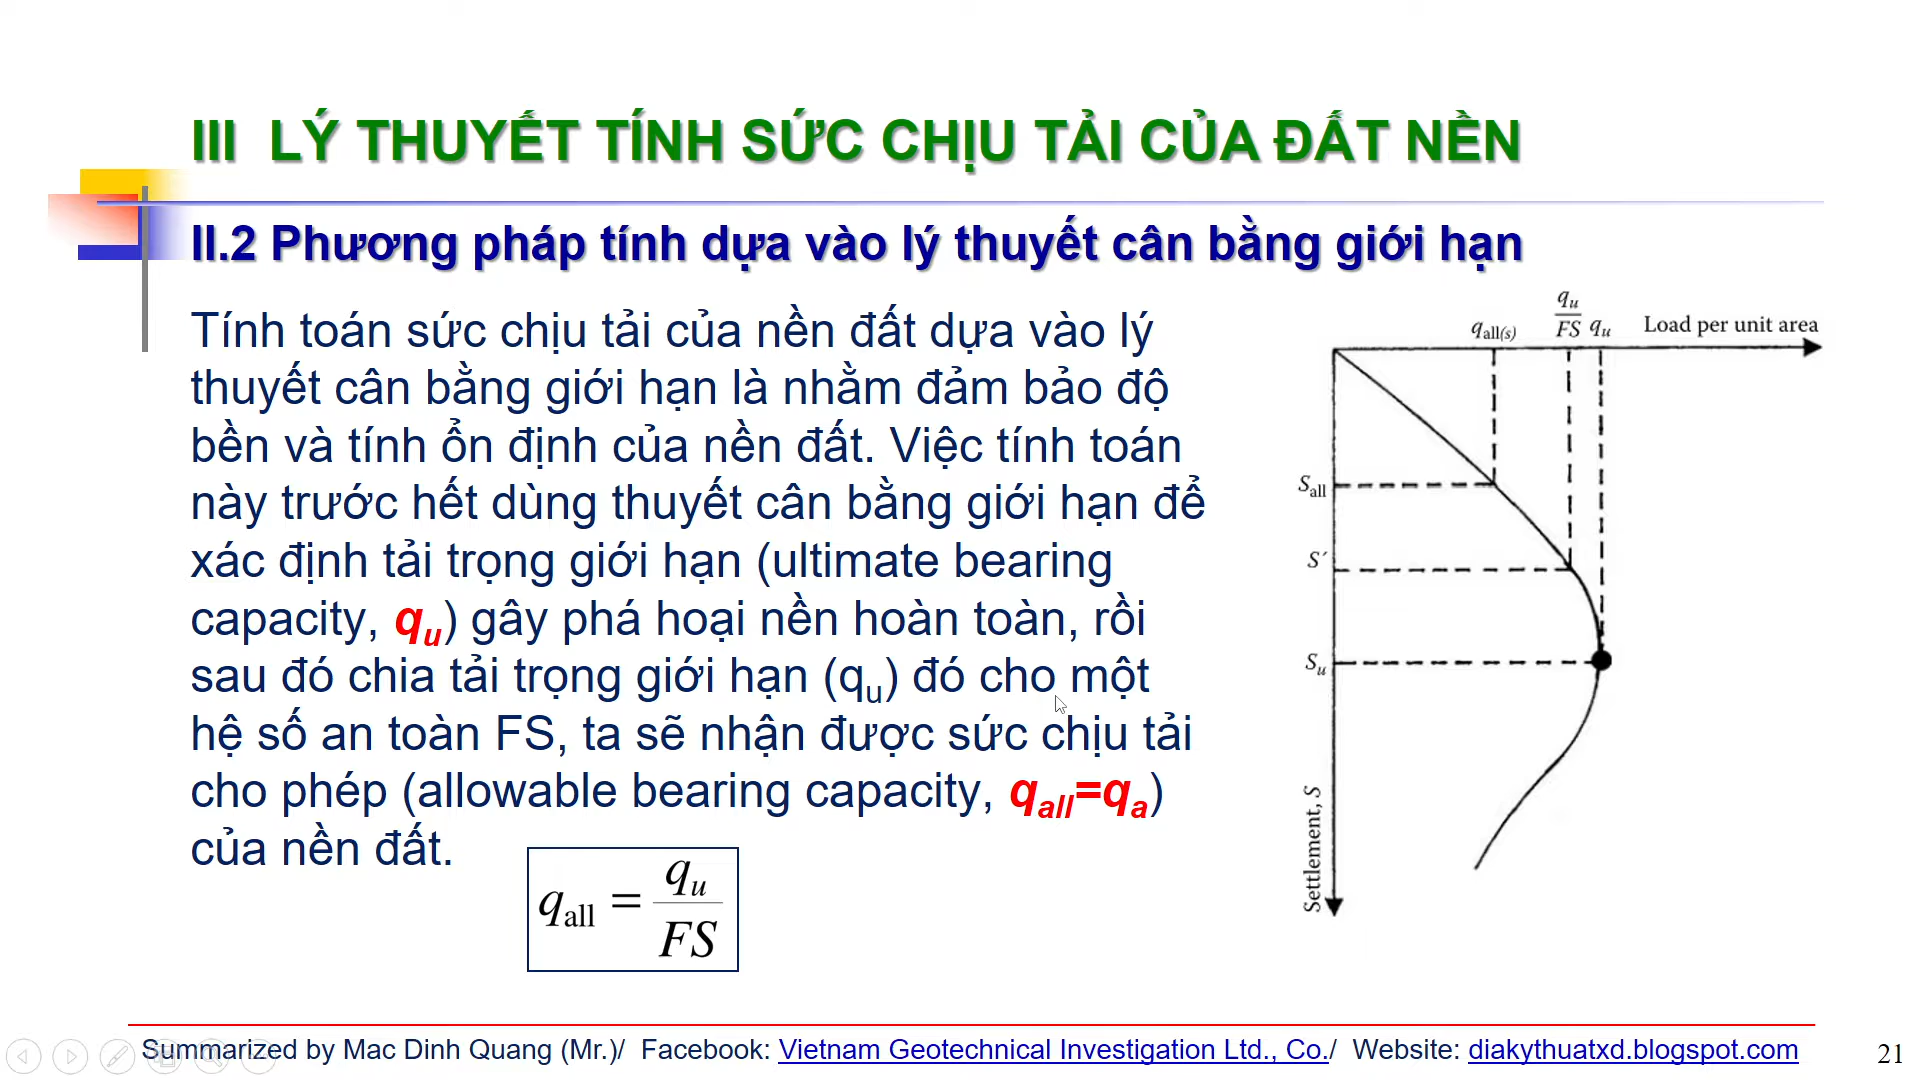 III LÝ THUYẾT TÍNH SỨC CHỊU TẢI CỦA ĐẤT NỀN
II.2 Phương pháp tính dựa vào lý thuyết cân bằng giới hạn
Tính toán sức chịu tải của nền đất dựa vào lý
thuyết cân bằng giới hạn là nhằm đảm bảo độ
bền và tính ổn định của nền đất. Việc tính toán
này trước hết dùng thuyết cân bằng giới hạn để
xác định tải trọng giới hạn (ultimate bearing
capacity, qu) gây phá hoại nền hoàn toàn, rồi
sau đó chia tải trọng giới hạn (qu) đó cho một
hệ số an toàn FS, ta sẽ nhận được sức chịu tải
cho phép (allowable bearing capacity, qall=qa)
của nền đất.
qall = qu/FS
qall(s) qu/FS qu Load per unit area
Sall
S′
Su
Settlement, S
Summarized by Mac Dinh Quang (Mr.)/ Facebook: Vietnam Geotechnical Investigation Ltd., Co./ Website: diakythuatxd.blogspot.com
21